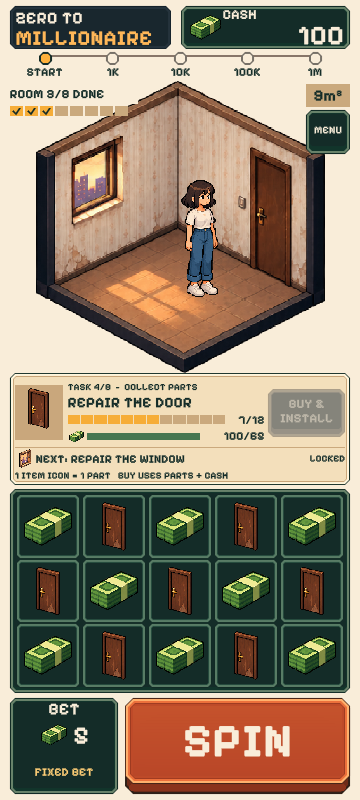 ZERO TO
MILLIONAIRE
CASH
100
START
1K
10K
100K
1M
ROOM 3/8 DONE
9m²
MENU
TASK 4/8 - COLLECT PARTS
REPAIR THE DOOR
7/12
100/68
BUY &
INSTALL
NEXT: REPAIR THE WINDOW
LOCKED
1 ITEM ICON = 1 PART BUY USES PARTS + CASH
BET
8
FIXED BET
SPIN